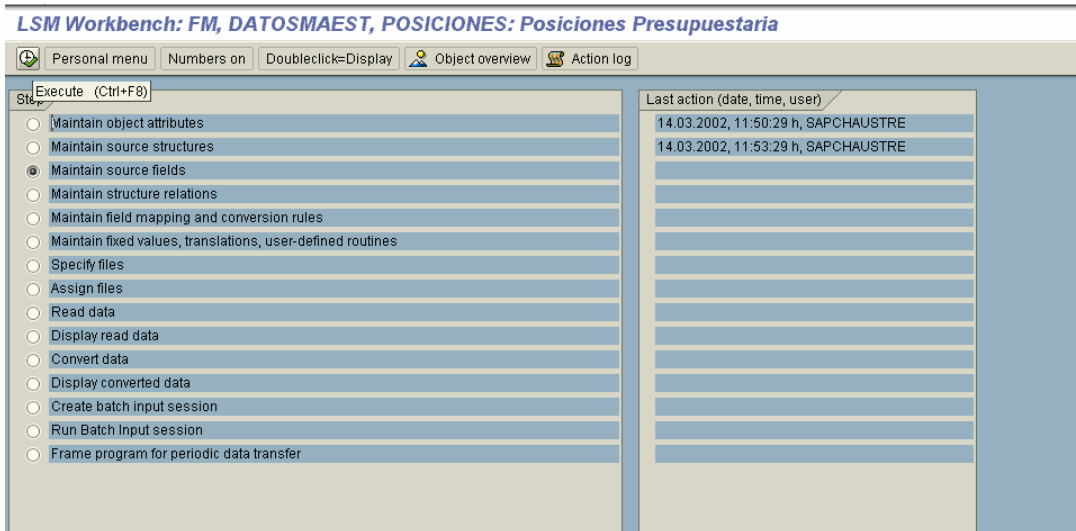 LSM Workbench: FM, DATOSMAEST, POSICIONES: Posiciones Presupuestaria
Personal menu Numbers on Doubleclick=Display Object overview Action log
Execute (Ctrl+F8)
Step Last action (date, time, user)
Maintain object attributes 14.03.2002, 11:50:29 h, SAPCHAUSTRE
Maintain source structures 14.03.2002, 11:53:29 h, SAPCHAUSTRE
Maintain source fields
Maintain structure relations
Maintain field mapping and conversion rules
Maintain fixed values, translations, user-defined routines
Specify files
Assign files
Read data
Display read data
Convert data
Display converted data
Create batch input session
Run Batch Input session
Frame program for periodic data transfer